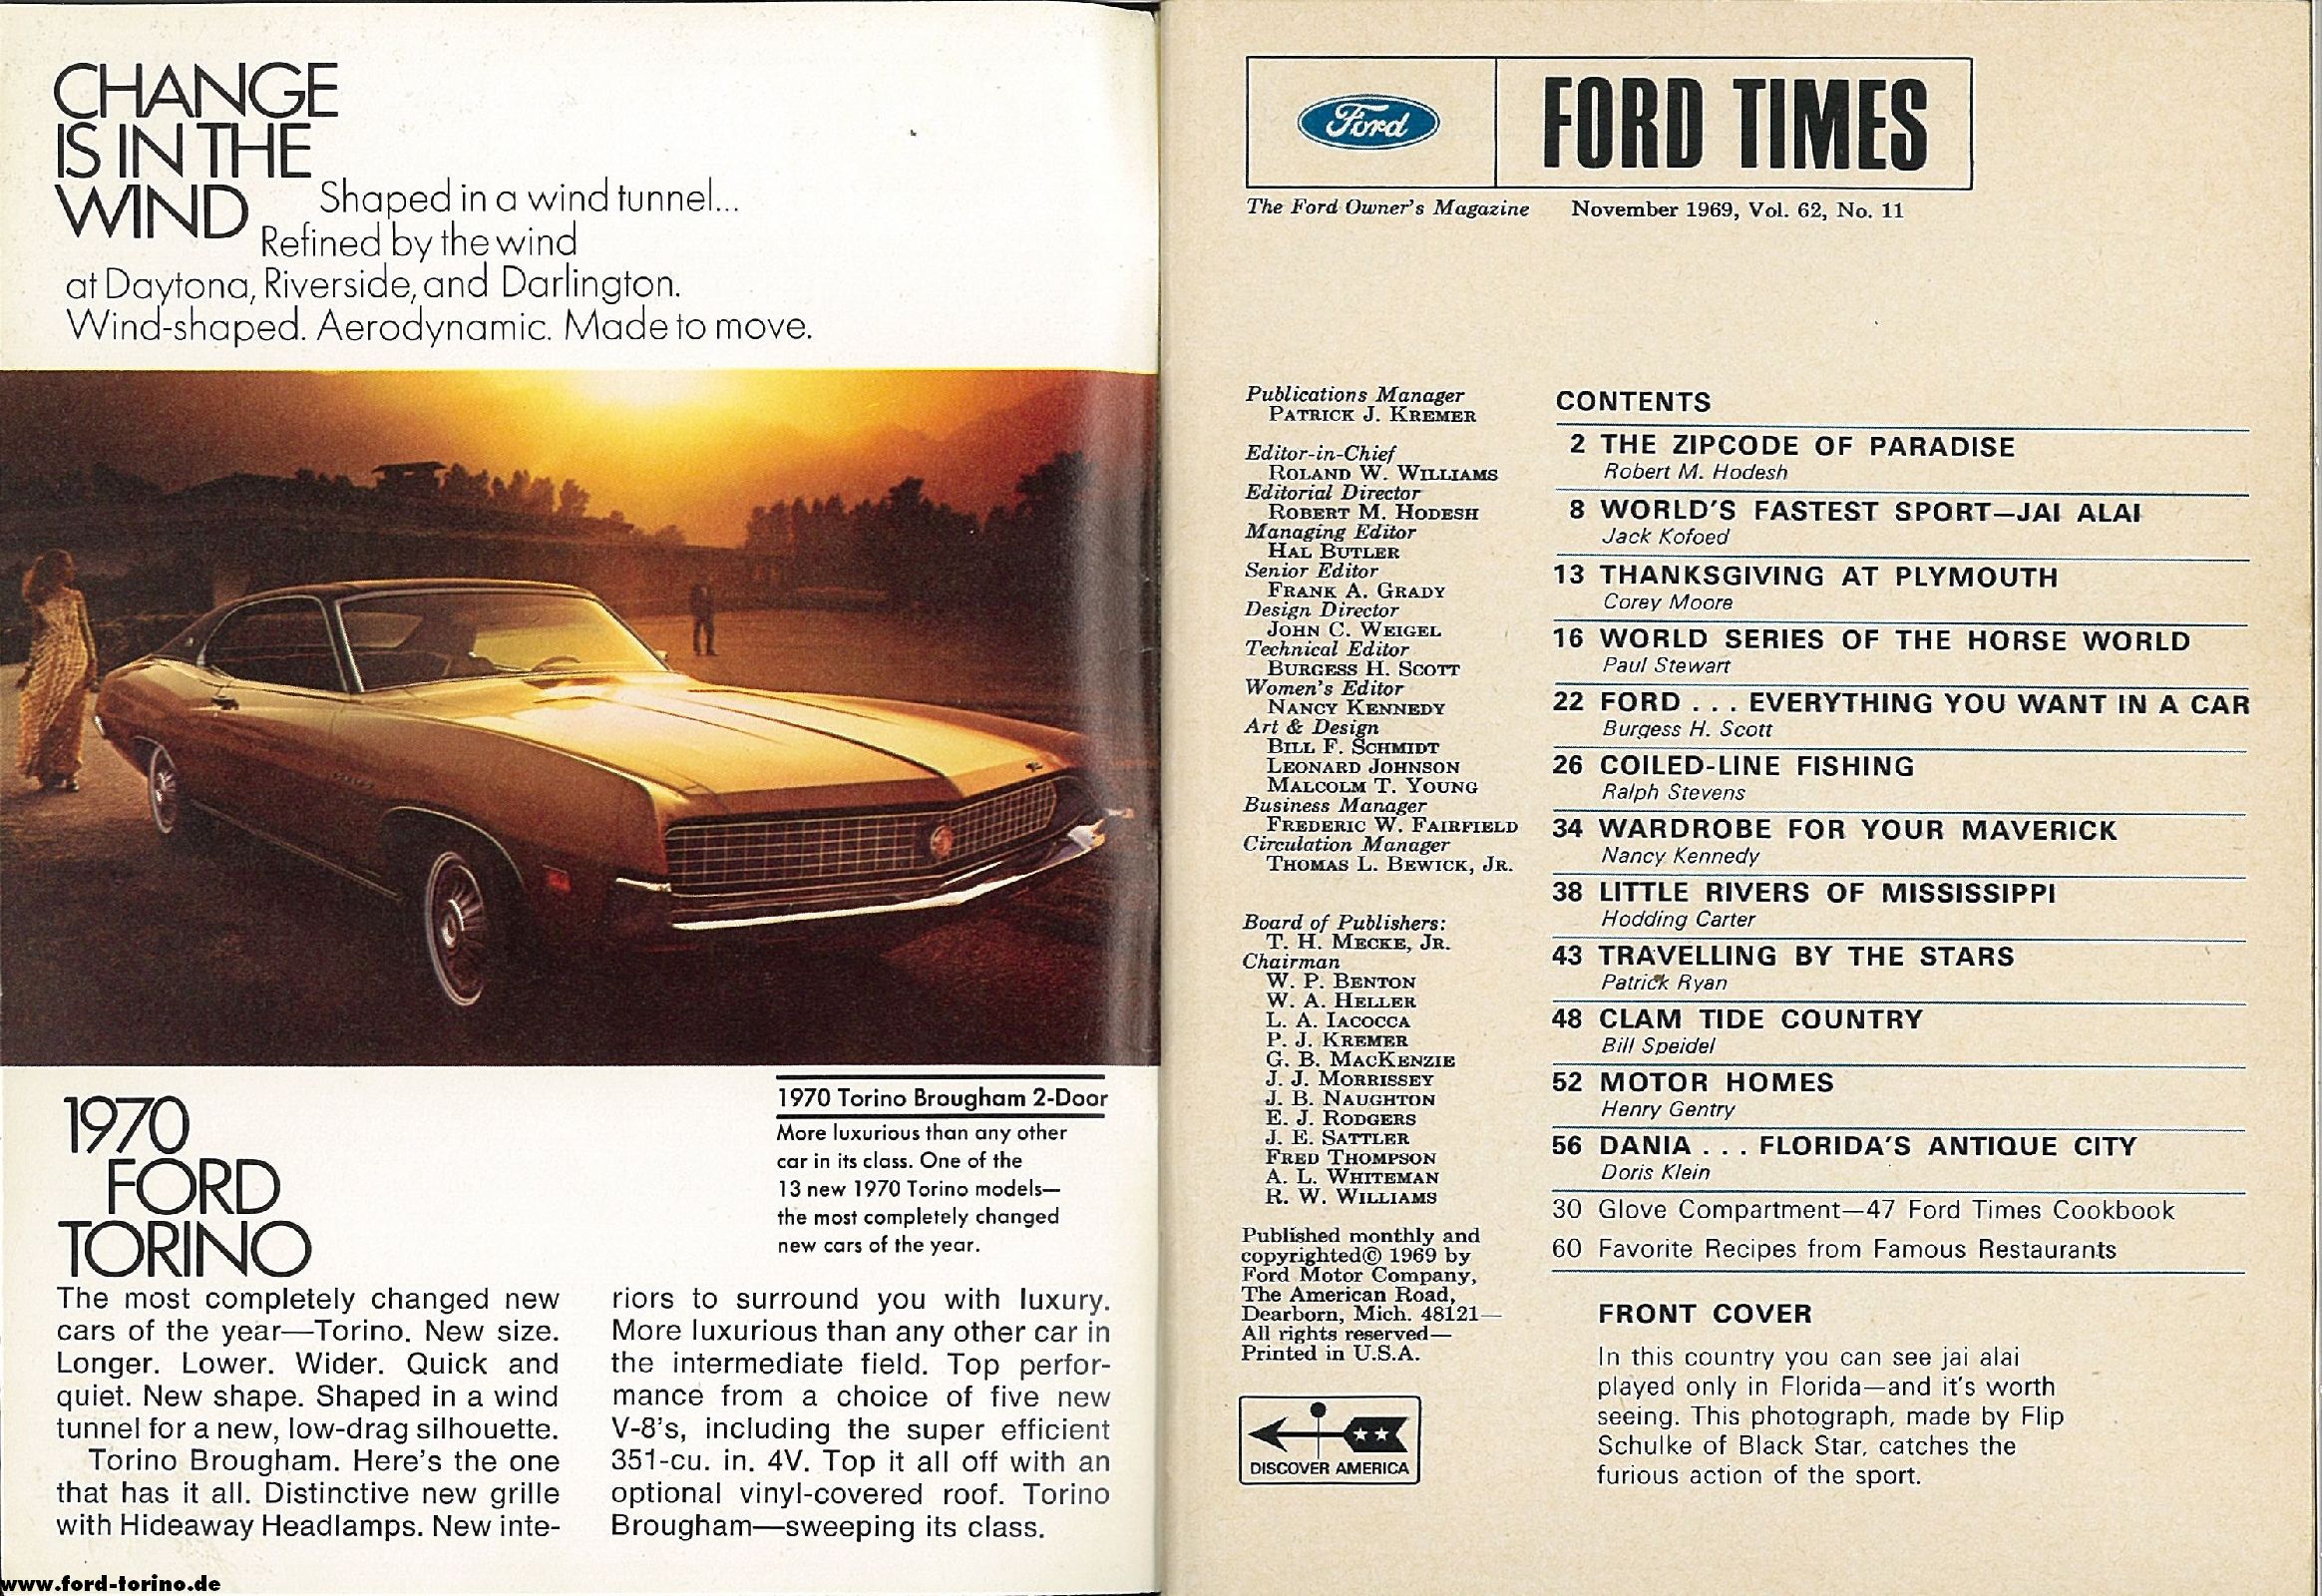 CHANGE
IS IN THE
WIND
Shaped in a wind tunnel...
Refined by the wind
at Daytona, Riverside, and Darlington.
Wind-shaped. Aerodynamic. Made to move.
1970
FORD
TORINO
1970 Torino Brougham 2-Door
More luxurious than any other
car in its class. One of the
13 new 1970 Torino models—
the most completely changed
new cars of the year.
The most completely changed new
cars of the year—Torino. New size.
Longer. Lower. Wider. Quick and
quiet. New shape. Shaped in a wind
tunnel for a new, low-drag silhouette.
Torino Brougham. Here's the one
that has it all. Distinctive new grille
with Hideaway Headlamps. New inte-
riors to surround you with luxury.
More luxurious than any other car in
the intermediate field. Top perfor-
mance from a choice of five new
V-8's, including the super efficient
351-cu. in. 4V. Top it all off with an
optional vinyl-covered roof. Torino
Brougham—sweeping its class.
www.ford-torino.de
Ford
FORD TIMES
The Ford Owner's Magazine November 1969, Vol. 62, No. 11
Publications Manager
PATRICK J. KREMER
Editor-in-Chief
ROLAND W. WILLIAMS
Editorial Director
ROBERT M. HODESH
Managing Editor
HAL BUTLER
Senior Editor
FRANK A. GRADY
Design Director
JOHN C. WEIGEL
Technical Editor
BURGESS H. SCOTT
Women's Editor
NANCY KENNEDY
Art & Design
BILL F. SCHMIDT
LEONARD JOHNSON
MALCOLM T. YOUNG
Business Manager
FREDERIC W. FAIRFIELD
Circulation Manager
THOMAS L. BEWICK, JR.
Board of Publishers:
T. H. MECKE, JR.
Chairman
W. P. BENTON
W. A. HELLER
L. A. IACOCCA
P. J. KREMER
G. B. MACKENZIE
J. J. MORRISSEY
J. B. NAUGHTON
E. J. RODGERS
J. E. SATTLER
FRED THOMPSON
A. L. WHITEMAN
R. W. WILLIAMS
Published monthly and
copyrighted© 1969 by
Ford Motor Company,
The American Road,
Dearborn, Mich. 48121—
All rights reserved—
Printed in U.S.A.
DISCOVER AMERICA
CONTENTS
2 THE ZIPCODE OF PARADISE
Robert M. Hodesh
8 WORLD'S FASTEST SPORT—JAI ALAI
Jack Kofoed
13 THANKSGIVING AT PLYMOUTH
Corey Moore
16 WORLD SERIES OF THE HORSE WORLD
Paul Stewart
22 FORD . . . EVERYTHING YOU WANT IN A CAR
Burgess H. Scott
26 COILED-LINE FISHING
Ralph Stevens
34 WARDROBE FOR YOUR MAVERICK
Nancy Kennedy
38 LITTLE RIVERS OF MISSISSIPPI
Hodding Carter
43 TRAVELLING BY THE STARS
Patrick Ryan
48 CLAM TIDE COUNTRY
Bill Speidel
52 MOTOR HOMES
Henry Gentry
56 DANIA . . . FLORIDA'S ANTIQUE CITY
Doris Klein
30 Glove Compartment—47 Ford Times Cookbook
60 Favorite Recipes from Famous Restaurants
FRONT COVER
In this country you can see jai alai
played only in Florida—and it's worth
seeing. This photograph, made by Flip
Schulke of Black Star, catches the
furious action of the sport.